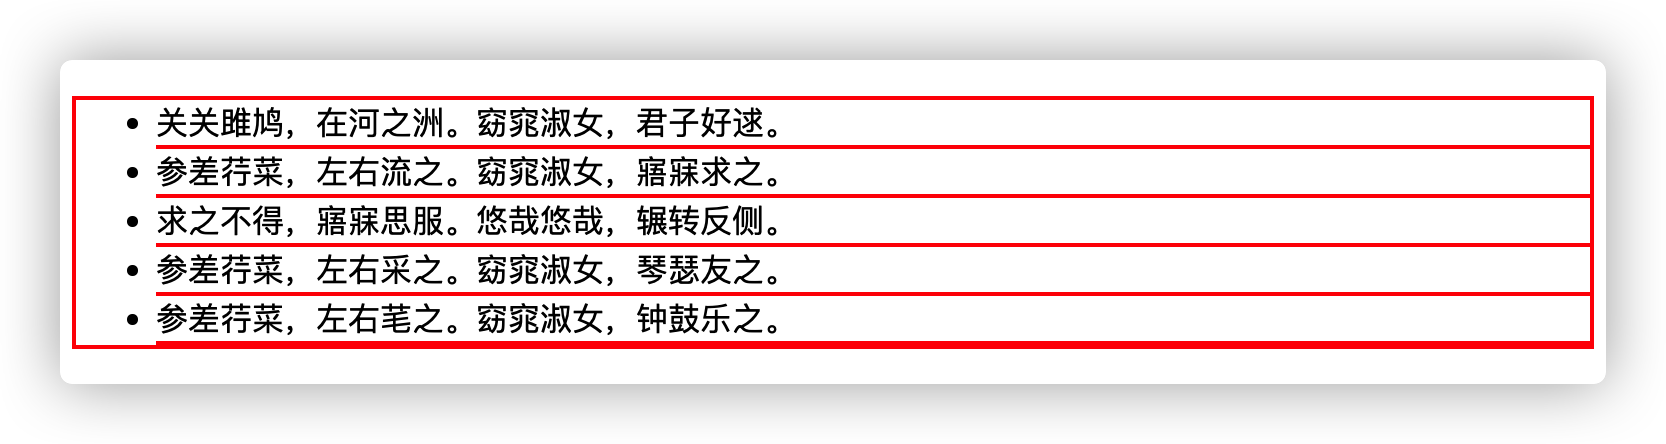 关关雎鸠，在河之洲。窈窕淑女，君子好逑。
参差荇菜，左右流之。窈窕淑女，寤寐求之。
求之不得，寤寐思服。悠哉悠哉，辗转反侧。
参差荇菜，左右采之。窈窕淑女，琴瑟友之。
参差荇菜，左右芼之。窈窕淑女，钟鼓乐之。